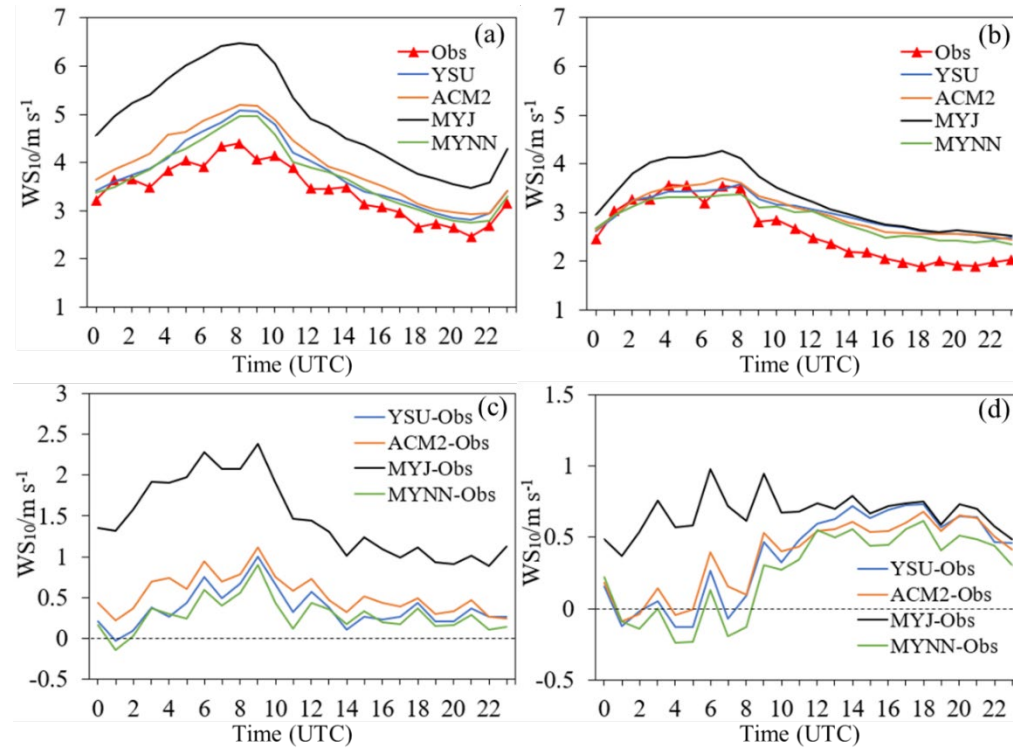 (a)
7
6
5
4
3
2
1
WS10/m s-1
Obs
YSU
ACM2
MYJ
MYNN
0 2 4 6 8 10 12 14 16 18 20 22
Time (UTC)
(b)
7
6
5
4
3
2
1
WS10/m s-1
Obs
YSU
ACM2
MYJ
MYNN
0 2 4 6 8 10 12 14 16 18 20 22
Time (UTC)
(c)
3
2.5
2
1.5
1
0.5
0
-0.5
WS10/m s-1
YSU-Obs
ACM2-Obs
MYJ-Obs
MYNN-Obs
0 2 4 6 8 10 12 14 16 18 20 22
Time (UTC)
(d)
1.5
1
0.5
0
-0.5
WS10/m s-1
YSU-Obs
ACM2-Obs
MYJ-Obs
MYNN-Obs
0 2 4 6 8 10 12 14 16 18 20 22
Time (UTC)